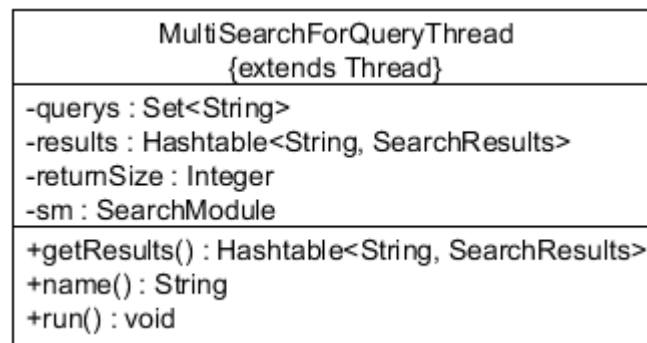 MultiSearchForQueryThread
{extends Thread}
-querys : Set<String>
-results : Hashtable<String, SearchResults>
-returnSize : Integer
-sm : SearchModule
+getResults() : Hashtable<String, SearchResults>
+name() : String
+run() : void